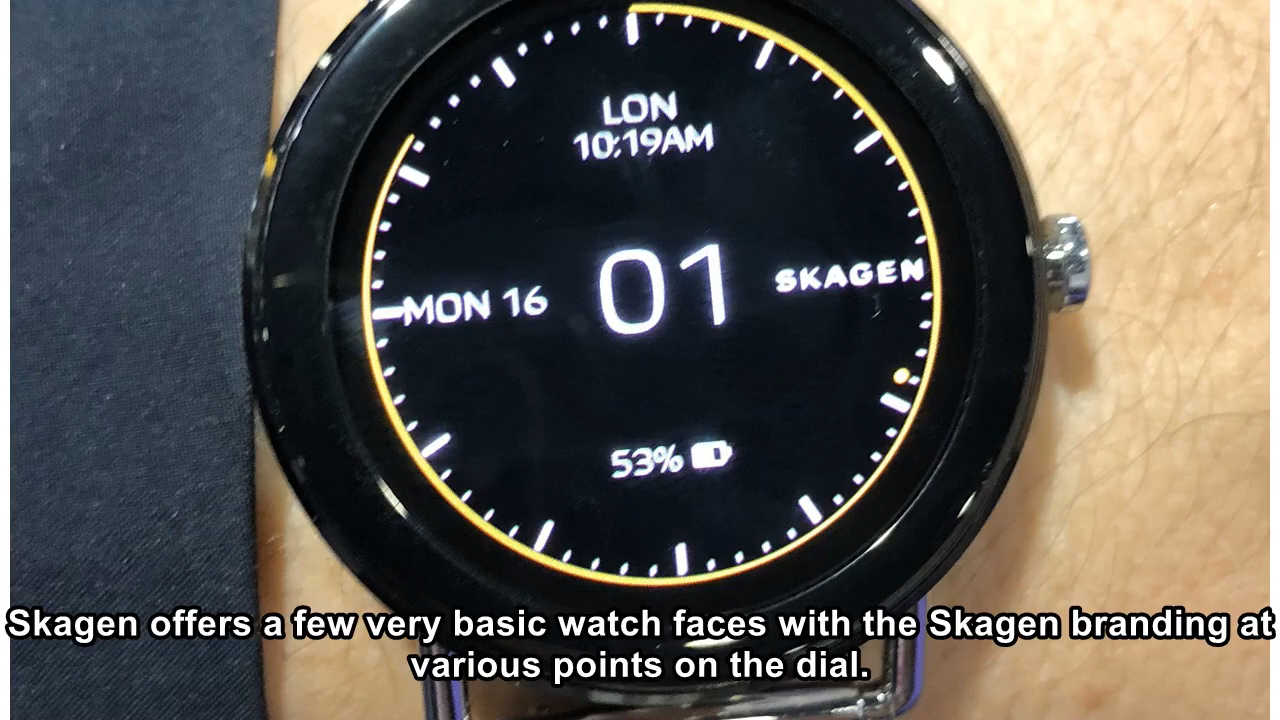 LON
10:19AM
MON 16 01 SKAGEN
53%
Skagen offers a few very basic watch faces with the Skagen branding at
various points on the dial.